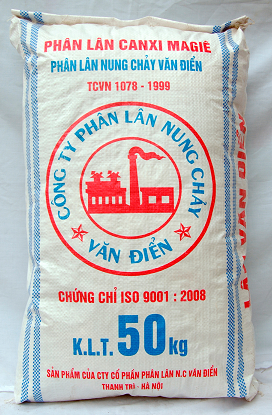 PHÂN LÂN CANXI MAGIÊ
PHÂN LÂN NUNG CHẢY VĂN ĐIỂN
TCVN 1078 - 1999
CÔNG TY PHÂN LÂN NUNG CHẢY
VĂN ĐIỂN
CHỨNG CHỈ ISO 9001 : 2008
K.L.T. 50kg
SẢN PHẨM CỦA CTY CỔ PHẦN PHÂN LÂN N.C VĂN ĐIỂN
THANH TRÌ - HÀ NỘI
LÂN VĂN ĐIỂN